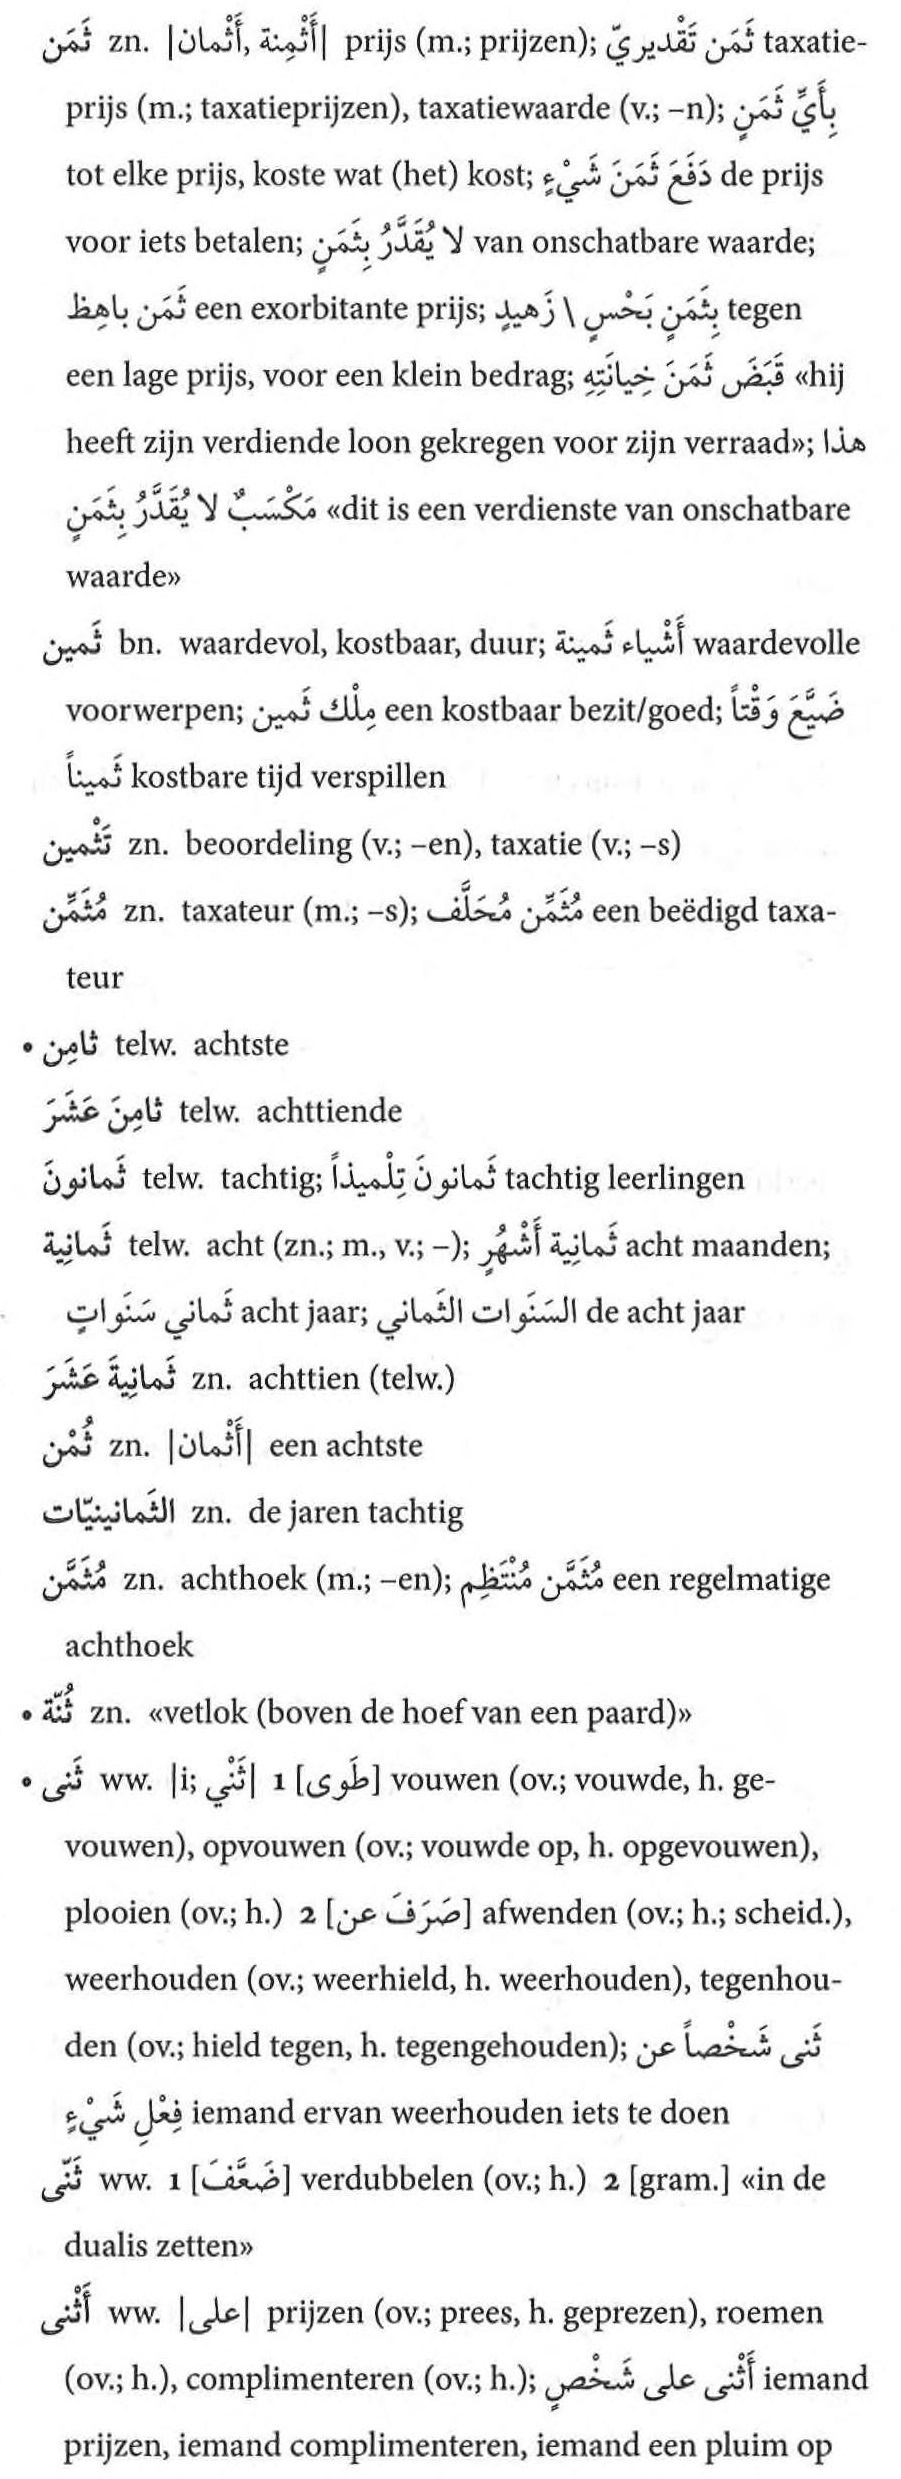 ثَمَن zn. |أَثْمِنة, أَثْمان| prijs (m.; prijzen); ثَمَن تَقْديريّ taxatie-
prijs (m.; taxatieprijzen), taxatiewaarde (v.; –n); بِأَيِّ ثَمَنٍ
tot elke prijs, koste wat (het) kost; دَفَعَ ثَمَنَ شَيْءٍ de prijs
voor iets betalen; لا يُقَدَّرُ بِثَمَنٍ van onschatbare waarde;
ثَمَن باهِظ een exorbitante prijs; بِثَمَنٍ بَخْسٍ \ زَهيدٍ tegen
een lage prijs, voor een klein bedrag; قَبَضَ ثَمَنَ خِيانَتِهِ «hij
heeft zijn verdiende loon gekregen voor zijn verraad»; هذا
مَكْسَبٌ لا يُقَدَّرُ بِثَمَنٍ «dit is een verdienste van onschatbare
waarde»
ثَمين bn. waardevol, kostbaar, duur; أَشْياء ثَمينة waardevolle
voorwerpen; مِلْك ثَمين een kostbaar bezit/goed; ضَيَّعَ وَقْتاً
ثَميناً kostbare tijd verspillen
تَثْمين zn. beoordeling (v.; –en), taxatie (v.; –s)
مُثَمِّن zn. taxateur (m.; –s); مُثَمِّن مُحَلَّف een beëdigd taxa-
teur
• ثامِن telw. achtste
ثامِنَ عَشَرَ telw. achttiende
ثَمانونَ telw. tachtig; ثَمانونَ تِلْميذاً tachtig leerlingen
ثَمانِية telw. acht (zn.; m., v.; –); ثَمانِية أَشْهُرٍ acht maanden;
ثَماني سَنَواتٍ acht jaar; السَنَوات الثَماني de acht jaar
ثَمانِيةَ عَشَرَ zn. achttien (telw.)
ثُمْن zn. |أَثْمان| een achtste
الثَمانينيّات zn. de jaren tachtig
مُثَمَّن zn. achthoek (m.; –en); مُثَمَّن مُنْتَظِم een regelmatige
achthoek
• ثُنّة zn. «vetlok (boven de hoef van een paard)»
• ثَنى ww. |i; ثَنْي| 1 [طَوى] vouwen (ov.; vouwde, h. ge-
vouwen), opvouwen (ov.; vouwde op, h. opgevouwen),
plooien (ov.; h.) 2 [صَرَفَ عن] afwenden (ov.; h.; scheid.),
weerhouden (ov.; weerhield, h. weerhouden), tegenhou-
den (ov.; hield tegen, h. tegengehouden); ثَنى شَخْصاً عن
فِعْلِ شَيْءٍ iemand ervan weerhouden iets te doen
ثَنّى ww. 1 [ضَعَّفَ] verdubbelen (ov.; h.) 2 [gram.] «in de
dualis zetten»
أَثْنى ww. |على| prijzen (ov.; prees, h. geprezen), roemen
(ov.; h.), complimenteren (ov.; h.); أَثْنى على شَخْصٍ iemand
prijzen, iemand complimenteren, iemand een pluim op